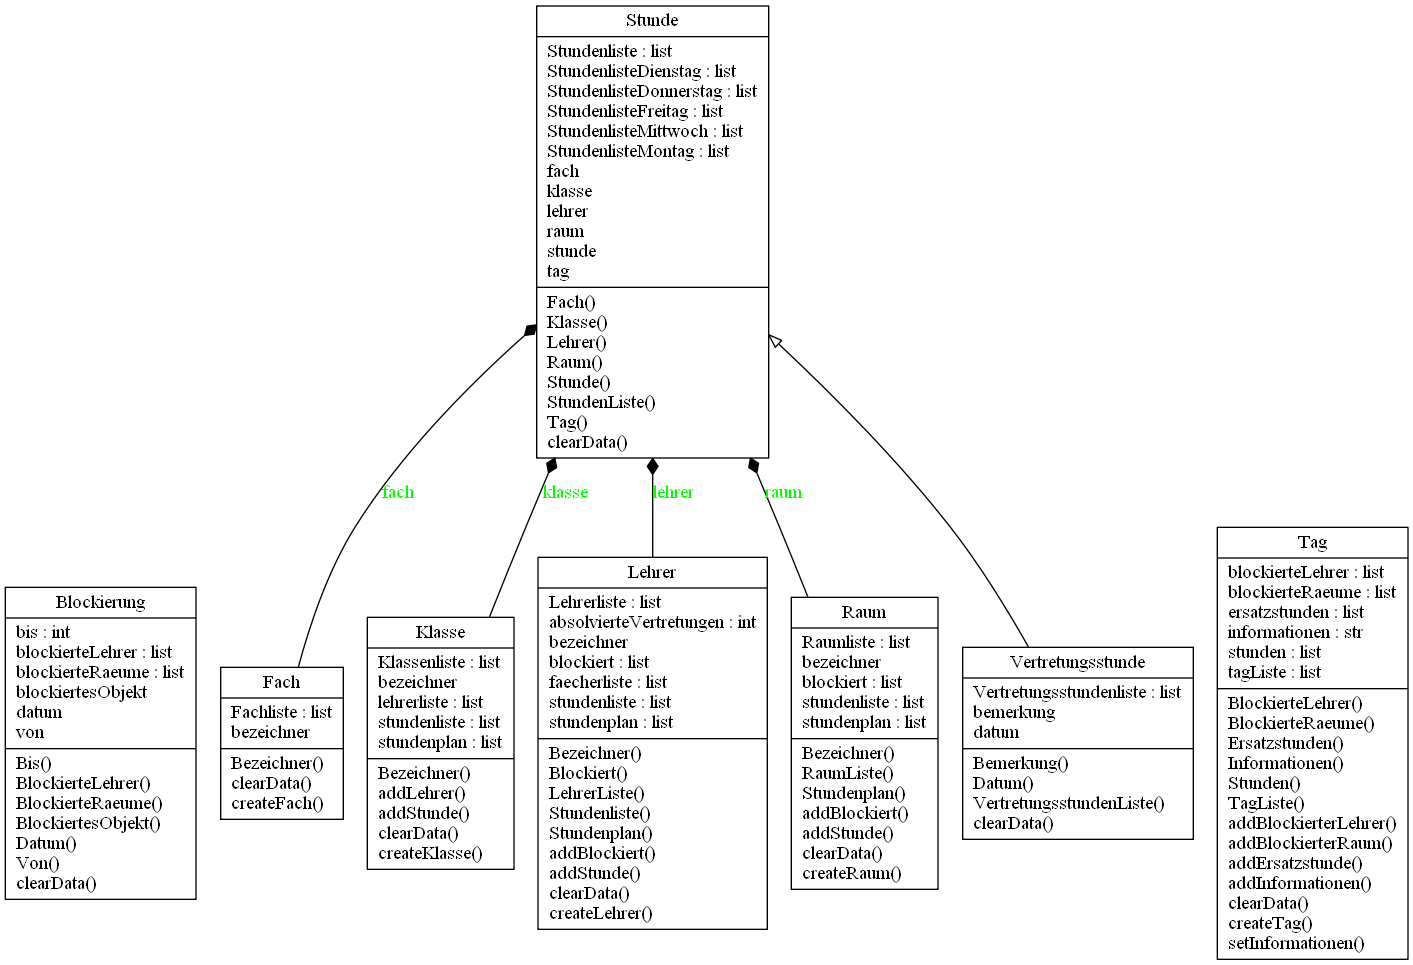 Stunde
Stundenliste : list
StundenlisteDienstag : list
StundenlisteDonnerstag : list
StundenlisteFreitag : list
StundenlisteMittwoch : list
StundenlisteMontag : list
fach
klasse
lehrer
raum
stunde
tag
Fach()
Klasse()
Lehrer()
Raum()
Stunde()
StundenListe()
Tag()
clearData()
fach
klasse
lehrer
raum
Blockierung
bis : int
blockierteLehrer : list
blockierteRaeume : list
blockiertesObjekt
datum
von
Bis()
BlockierteLehrer()
BlockierteRaeume()
BlockiertesObjekt()
Datum()
Von()
clearData()
Fach
Fachliste : list
bezeichner
Bezeichner()
clearData()
createFach()
Klasse
Klassenliste : list
bezeichner
lehrerliste : list
stundenliste : list
stundenplan : list
Bezeichner()
addLehrer()
addStunde()
clearData()
createKlasse()
Lehrer
Lehrerliste : list
absolvierteVertretungen : int
bezeichner
blockiert : list
faecherliste : list
stundenliste : list
stundenplan : list
Bezeichner()
Blockiert()
LehrerListe()
Stundenliste()
Stundenplan()
addBlockiert()
addStunde()
clearData()
createLehrer()
Raum
Raumliste : list
bezeichner
blockiert : list
stundenliste : list
stundenplan : list
Bezeichner()
RaumListe()
Stundenplan()
addBlockiert()
addStunde()
clearData()
createRaum()
Vertretungsstunde
Vertretungsstundenliste : list
bemerkung
datum
Bemerkung()
Datum()
VertretungsstundenListe()
clearData()
Tag
blockierteLehrer : list
blockierteRaeume : list
ersatzstunden : list
informationen : str
stunden : list
tagListe : list
BlockierteLehrer()
BlockierteRaeume()
Ersatzstunden()
Informationen()
Stunden()
TagListe()
addBlockierterLehrer()
addBlockierterRaum()
addErsatzstunde()
addInformationen()
clearData()
createTag()
setInformationen()